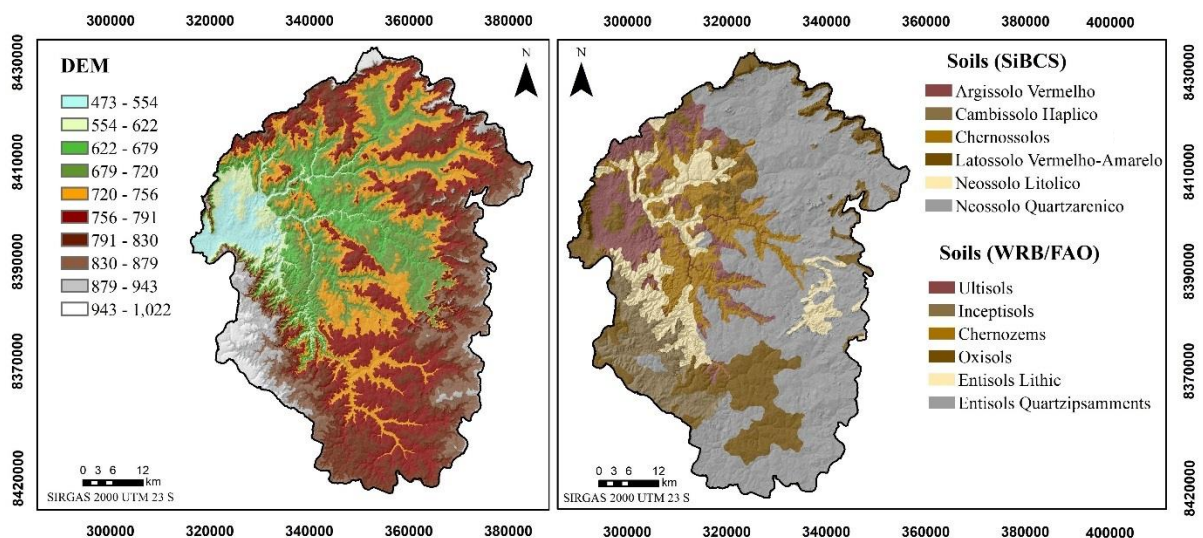 300000 320000 340000 360000 380000
300000 320000 340000 360000 380000 400000
8430000
8410000
8390000
8370000
8420000
DEM
473 - 554
554 - 622
622 - 679
679 - 720
720 - 756
756 - 791
791 - 830
830 - 879
879 - 943
943 - 1,022
N
0 3 6 12
km
SIRGAS 2000 UTM 23 S
N
Soils (SiBCS)
Argissolo Vermelho
Cambissolo Haplico
Chernossolos
Latossolo Vermelho-Amarelo
Neossolo Litolico
Neossolo Quartzarenico
Soils (WRB/FAO)
Ultisols
Inceptisols
Chernozems
Oxisols
Entisols Lithic
Entisols Quartzipsamments
0 3 6 12
km
SIRGAS 2000 UTM 23 S
8430000
8410000
8390000
8370000
8420000
300000 320000 340000 360000 380000
300000 320000 340000 360000 380000 400000